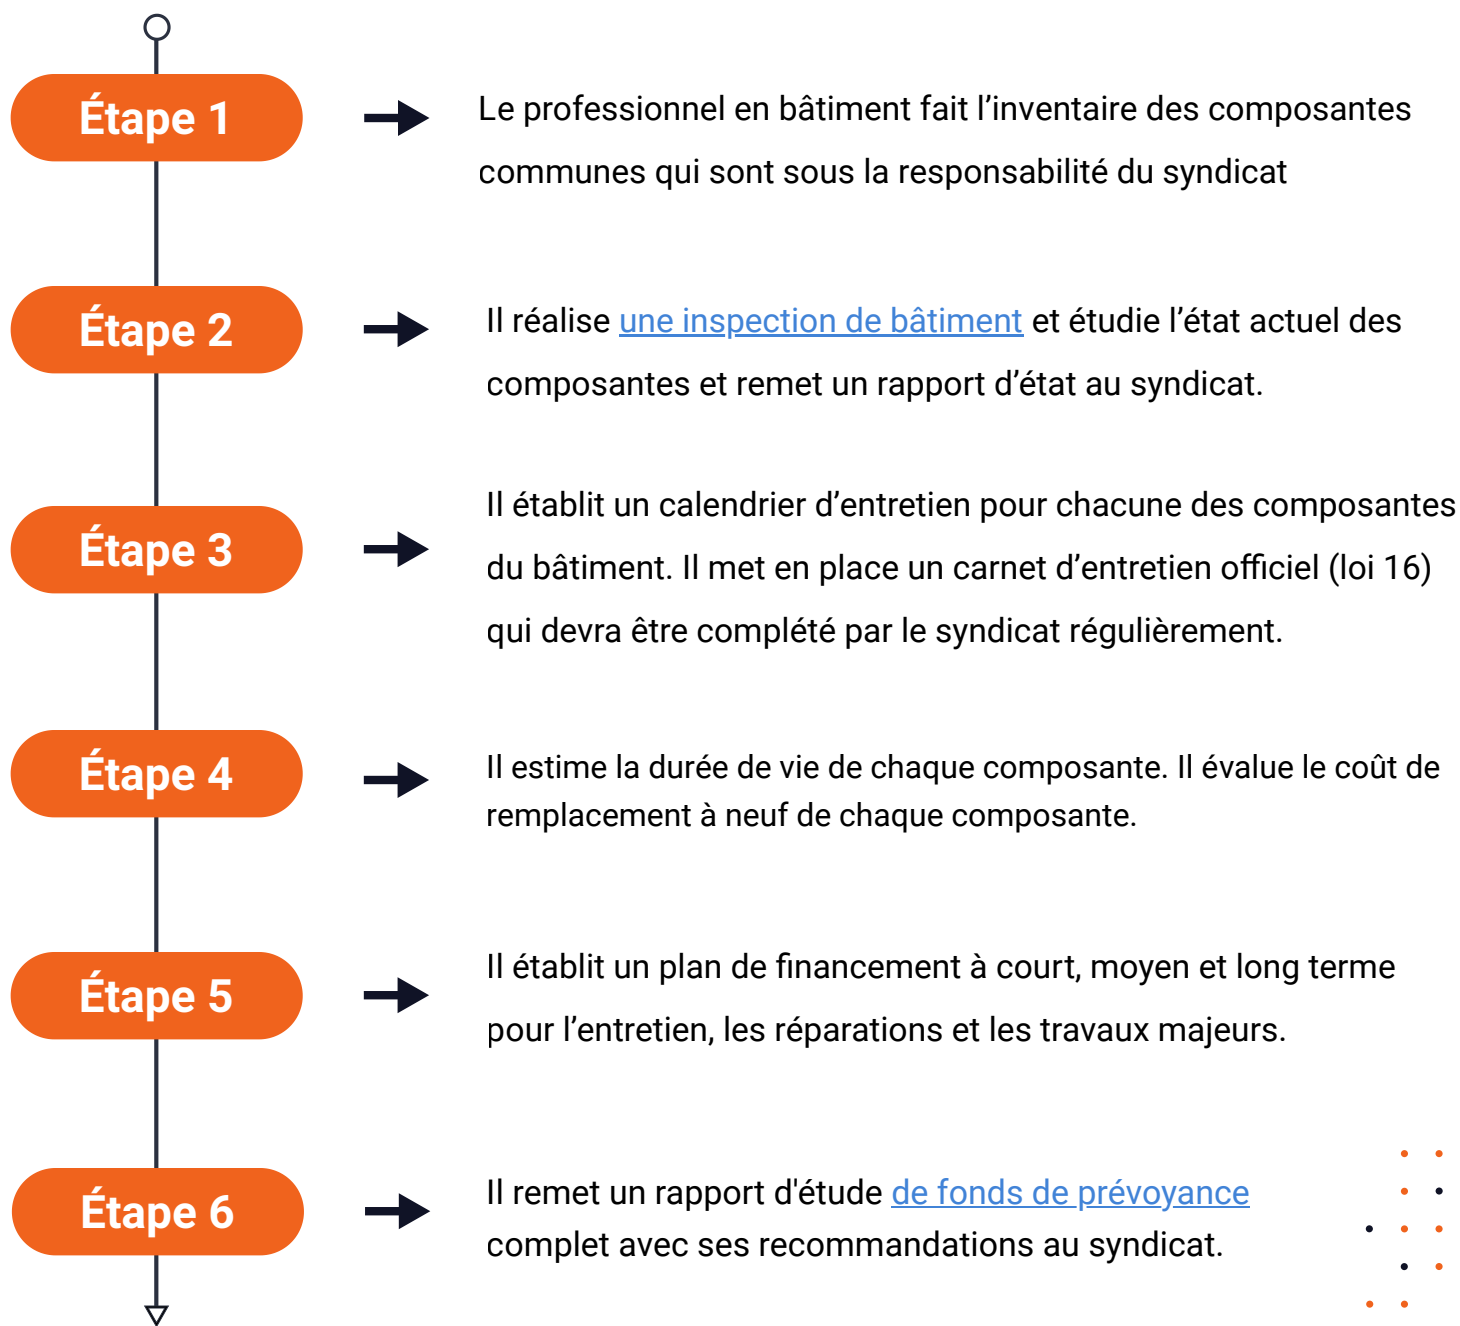 Étape 1
Le professionnel en bâtiment fait l’inventaire des composantes
communes qui sont sous la responsabilité du syndicat
Étape 2
Il réalise une inspection de bâtiment et étudie l’état actuel des
composantes et remet un rapport d’état au syndicat.
Étape 3
Il établit un calendrier d’entretien pour chacune des composantes
du bâtiment. Il met en place un carnet d’entretien officiel (loi 16)
qui devra être complété par le syndicat régulièrement.
Étape 4
Il estime la durée de vie de chaque composante. Il évalue le coût de
remplacement à neuf de chaque composante.
Étape 5
Il établit un plan de financement à court, moyen et long terme
pour l’entretien, les réparations et les travaux majeurs.
Étape 6
Il remet un rapport d'étude de fonds de prévoyance
complet avec ses recommandations au syndicat.